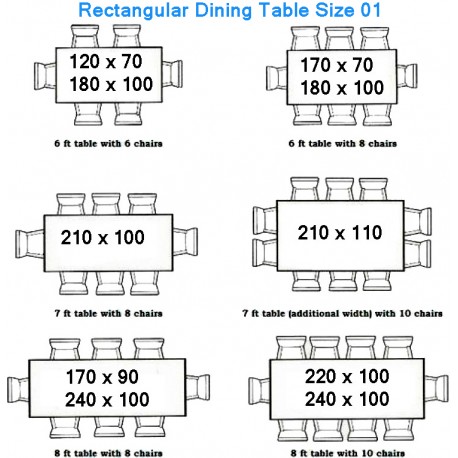 Rectangular Dining Table Size 01
120 x 70
180 x 100
6 ft table with 6 chairs
170 x 70
180 x 100
6 ft table with 8 chairs
210 x 100
7 ft table with 8 chairs
210 x 110
7 ft table (additional width) with 10 chairs
170 x 90
240 x 100
8 ft table with 8 chairs
220 x 100
240 x 100
8 ft table with 10 chairs